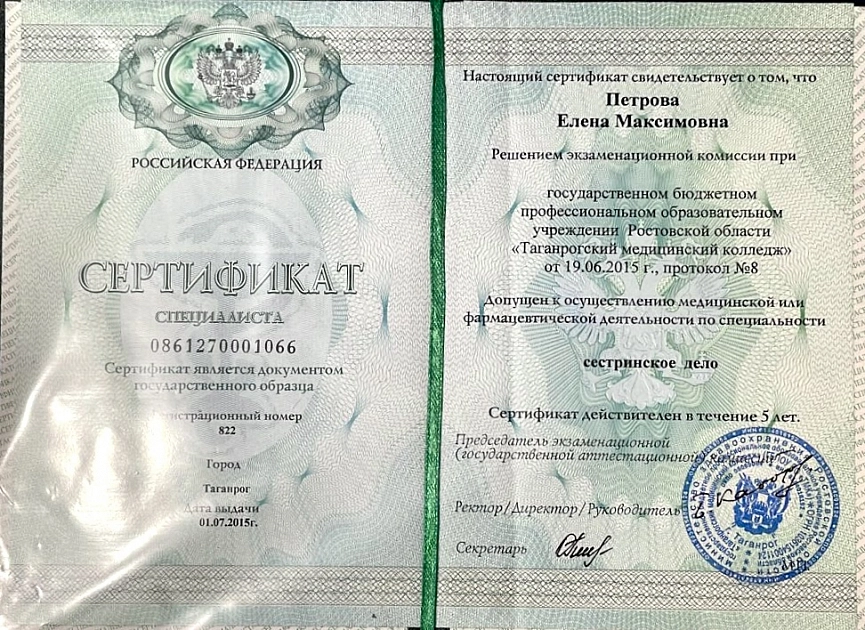 РОССИЙСКАЯ ФЕДЕРАЦИЯ
СЕРТИФИКАТ
СПЕЦИАЛИСТА
0861270001066
Сертификат является документом
государственного образца
номер
822
Город
Таганрог
Дата выдачи
01.07.2015г.
Настоящий сертификат свидетельствует о том, что
Петрова
Елена Максимовна
Решением экзаменационной комиссии при
государственном бюджетном
профессиональном образовательном
учреждении Ростовской области
«Таганрогский медицинский колледж»
от 19.06.2015 г., протокол №8
Допущен к осуществлению медицинской или
фармацевтической деятельности по специальности
сестринское дело
Сертификат действителен в течение 5 лет.
Председатель экзаменационной
(государственной аттестационной) комиссии
Ректор/Директор/Руководитель
Секретарь
Таганрог